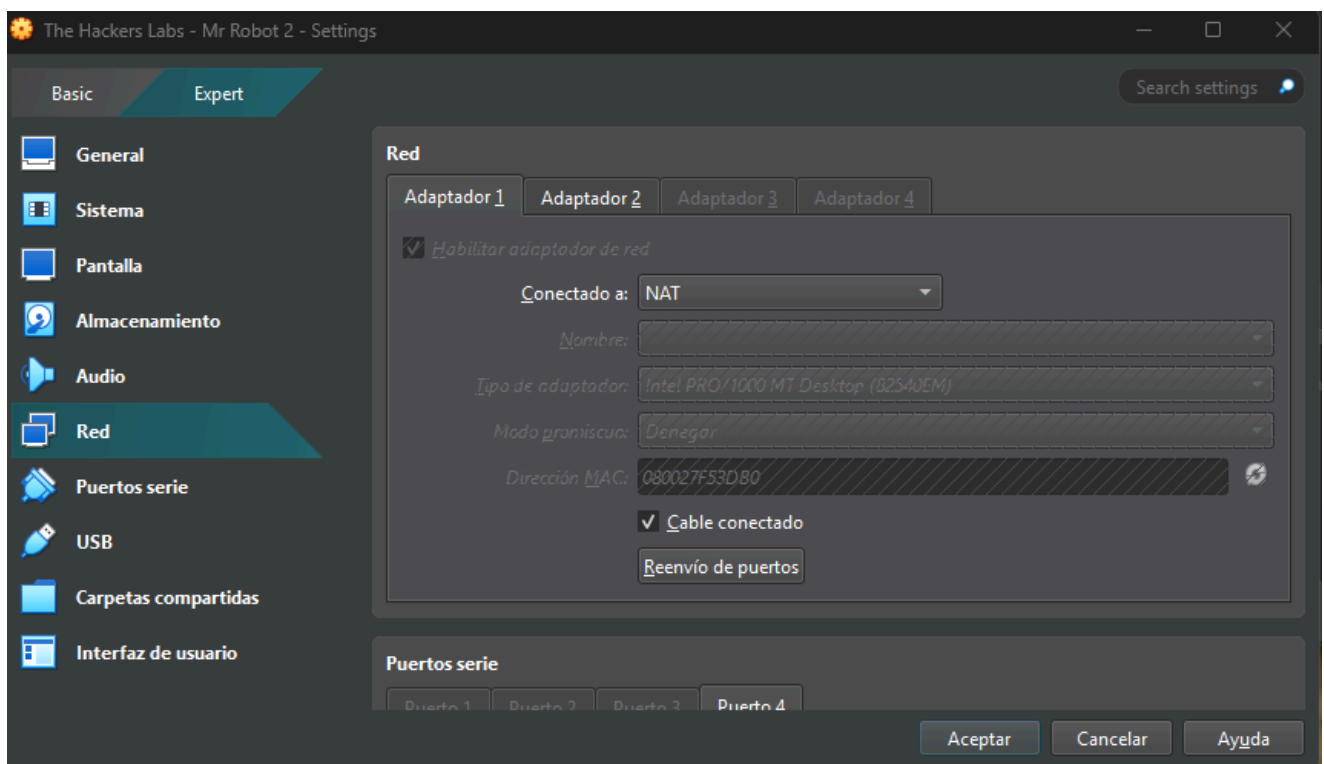 The Hackers Labs - Mr Robot 2 - Settings
Basic
Expert
Search settings
General
Sistema
Pantalla
Almacenamiento
Audio
Red
Puertos serie
USB
Carpetas compartidas
Interfaz de usuario
Red
Adaptador 1
Adaptador 2
Adaptador 3
Adaptador 4
Habilitar adaptador de red
Conectado a: NAT
Nombre:
Tipo de adaptador: Intel PRO/1000 MT Desktop (82540EM)
Modo promiscuo: Denegar
Dirección MAC: 080027F53DB0
Cable conectado
Reenvío de puertos
Puertos serie
Puerto 1
Puerto 2
Puerto 3
Puerto 4
Aceptar
Cancelar
Ayuda